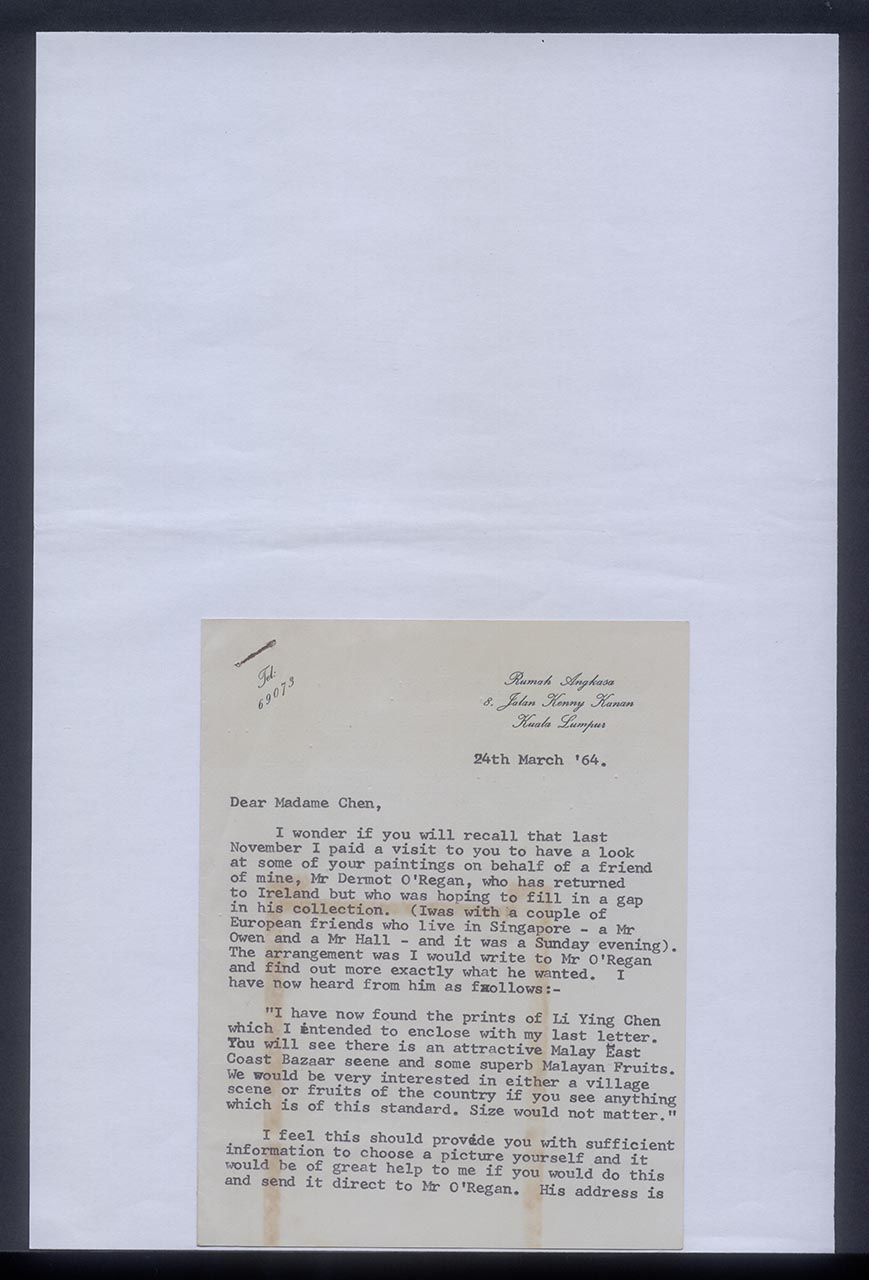 Tel:
69073
Rumah Angkasa
8. Jalan Kenny Kanan
Kuala Lumpur
24th March '64.
Dear Madame Chen,
I wonder if you will recall that last
November I paid a visit to you to have a look
at some of your paintings on behalf of a friend
of mine, Mr Dermot O'Regan, who has returned
to Ireland but who was hoping to fill in a gap
in his collection. (Iwas with a couple of
European friends who live in Singapore - a Mr
Owen and a Mr Hall - and it was a Sunday evening).
The arrangement was I would write to Mr O'Regan
and find out more exactly what he wanted. I
have now heard from him as fxollows:-
"I have now found the prints of Li Ying Chen
which I intended to enclose with my last letter.
You will see there is an attractive Malay East
Coast Bazaar seene and some superb Malayan Fruits.
We would be very interested in either a village
scene or fruits of the country if you see anything
which is of this standard. Size would not matter."
I feel this should provide you with sufficient
information to choose a picture yourself and it
would be of great help to me if you would do this
and send it direct to Mr O'Regan. His address is